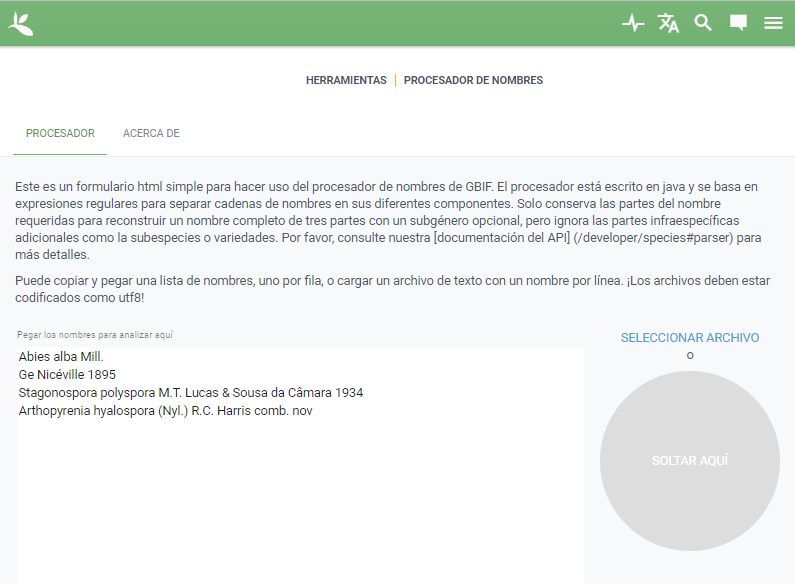 HERRAMIENTAS | PROCESADOR DE NOMBRES
PROCESADOR ACERCA DE
Este es un formulario html simple para hacer uso del procesador de nombres de GBIF. El procesador está escrito en java y se basa en
expresiones regulares para separar cadenas de nombres en sus diferentes componentes. Solo conserva las partes del nombre
requeridas para reconstruir un nombre completo de tres partes con un subgénero opcional, pero ignora las partes infraespecíficas
adicionales como la subespecie o variedades. Por favor, consulte nuestra [documentación del API] (/developer/species#parser) para
más detalles.
Puede copiar y pegar una lista de nombres, uno por fila, o cargar un archivo de texto con un nombre por línea. ¡Los archivos deben estar
codificados como utf8!
Pegar los nombres para analizar aquí
Abies alba Mill.
Ge Nicéville 1895
Stagonospora polyspora M.T. Lucas & Sousa da Câmara 1934
Arthopyrenia hyalospora (Nyl.) R.C. Harris comb. nov
SELECCIONAR ARCHIVO
o
SOLTAR AQUÍ